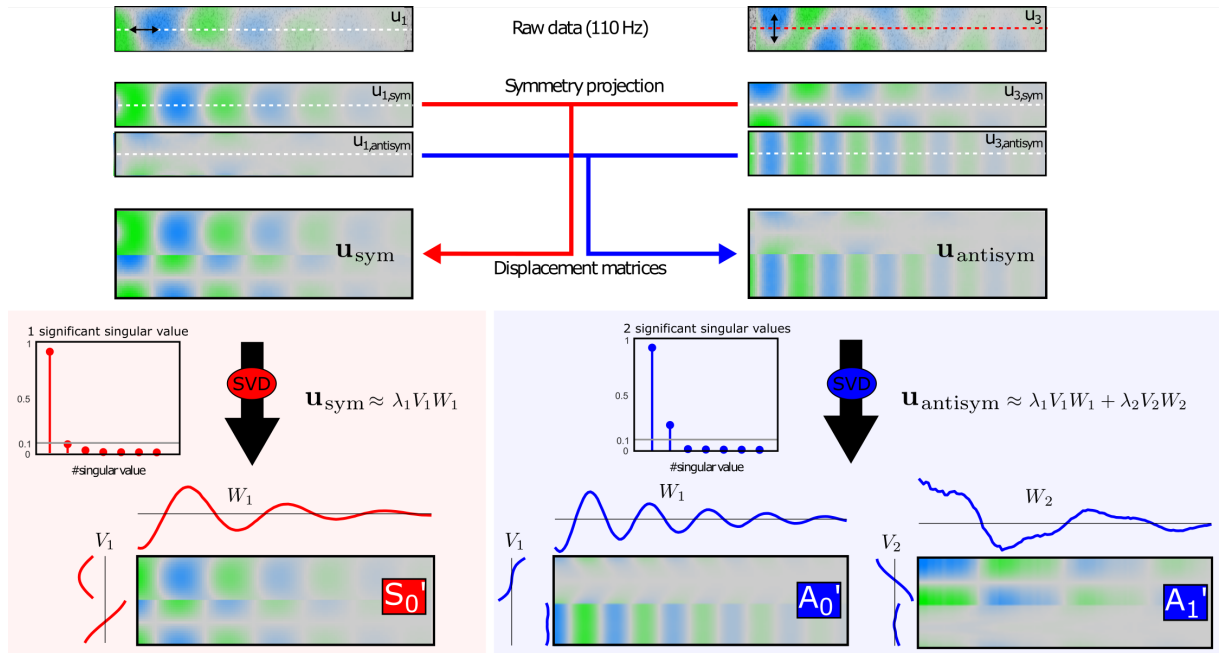 u1
Raw data (110 Hz)
u3
u1,sym
Symmetry projection
u3,sym
u1,antisym
u3,antisym
usym
Displacement matrices
uantisym
1 significant singular value
1
0.5
0.1
0
#singular value
SVD
usym ≈ λ1V1W1
2 significant singular values
1
0.5
0.1
0
#singular value
SVD
uantisym ≈ λ1V1W1 + λ2V2W2
W1
V1
S0'
W1
V1
A0'
W2
V2
A1'